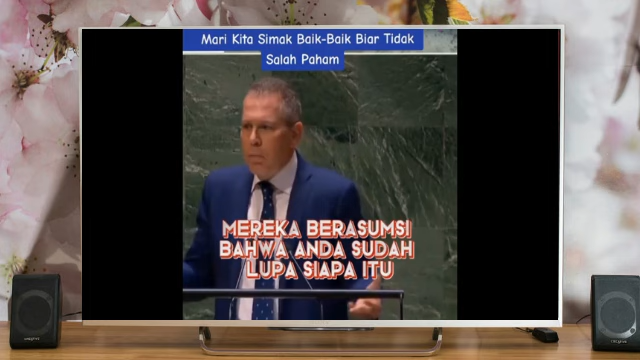 Mari Kita Simak Baik-Baik Biar Tidak
Salah Paham
MEREKA BERASUMSI
BAHWA ANDA SUDAH
LUPA SIAPA ITU